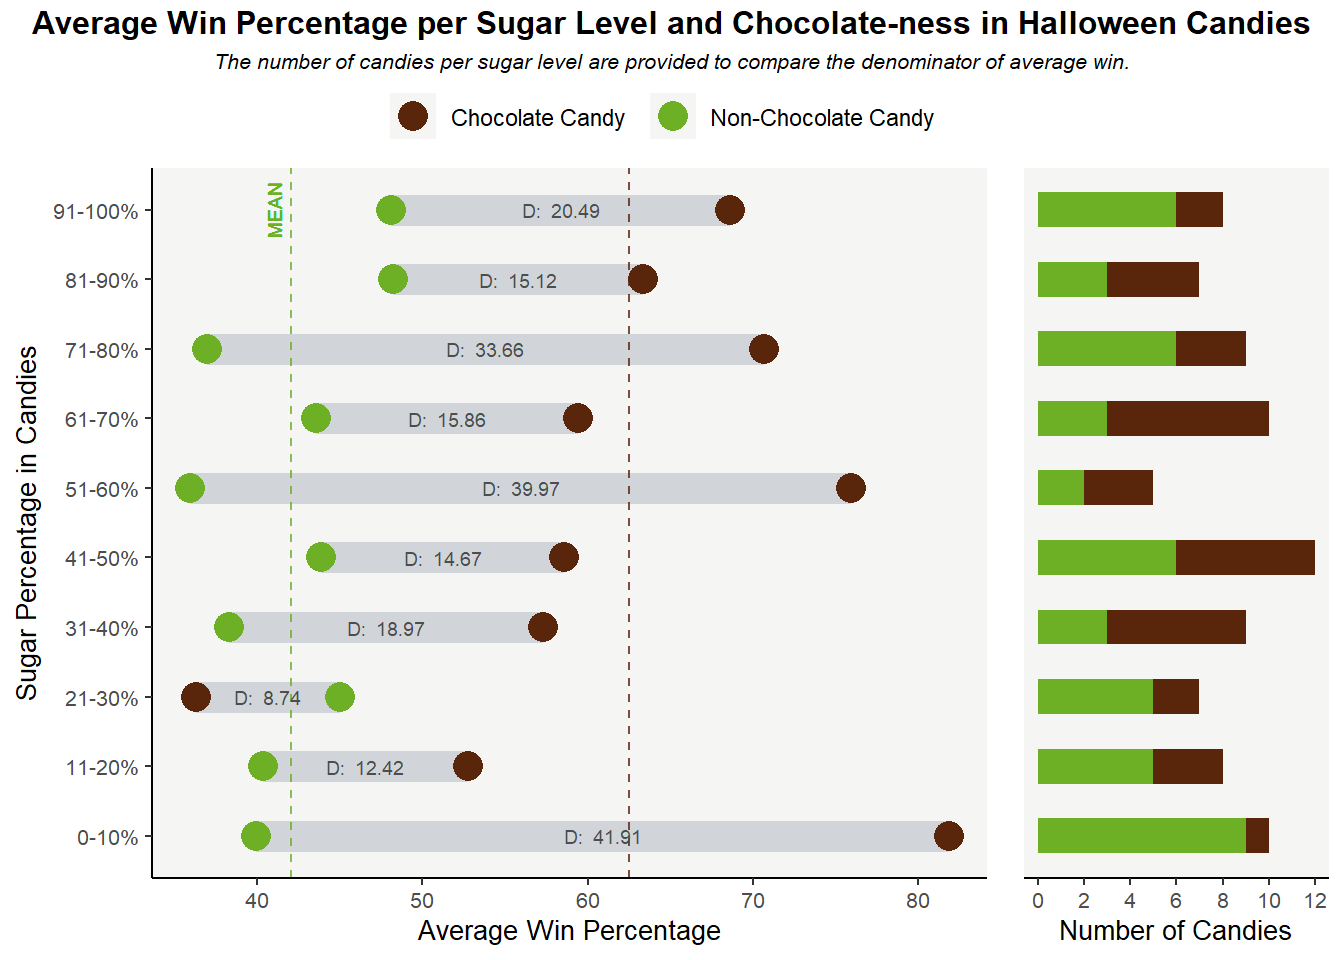 Average Win Percentage per Sugar Level and Chocolate-ness in Halloween Candies
The number of candies per sugar level are provided to compare the denominator of average win.
Chocolate Candy
Non-Chocolate Candy
Sugar Percentage in Candies
MEAN
91-100%
D: 20.49
81-90%
D: 15.12
71-80%
D: 33.66
61-70%
D: 15.86
51-60%
D: 39.97
41-50%
D: 14.67
31-40%
D: 18.97
21-30%
D: 8.74
11-20%
D: 12.42
0-10%
D: 41.91
40 50 60 70 80
Average Win Percentage
0 2 4 6 8 10 12
Number of Candies